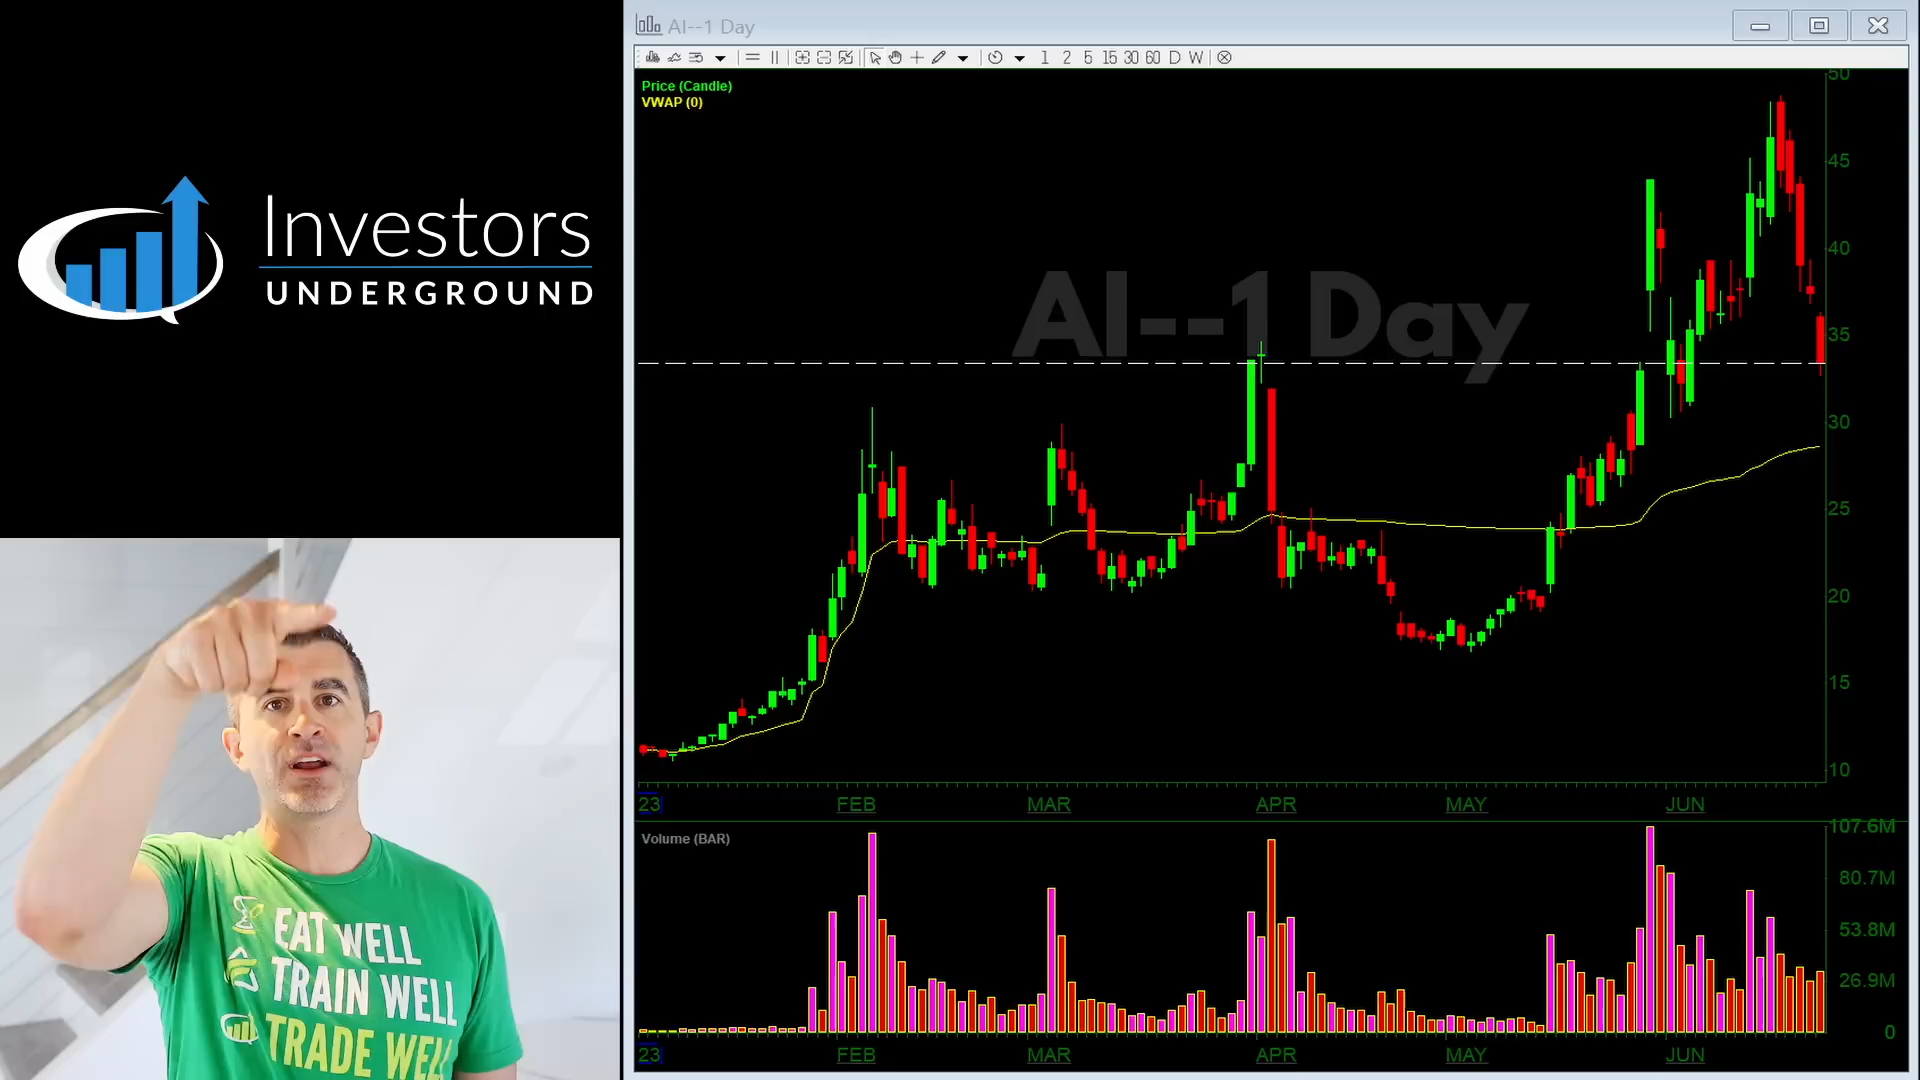 Investors
UNDERGROUND
EAT WELL
TRAIN WELL
TRADE WELL
AI--1 Day
1 2 5 15 30 60 D W
Price (Candle)
VWAP (0)
AI--1 Day
50
45
40
35
30
25
20
15
10
23 FEB MAR APR MAY JUN
Volume (BAR)
107.6M
80.7M
53.8M
26.9M
0
23 FEB MAR APR MAY JUN